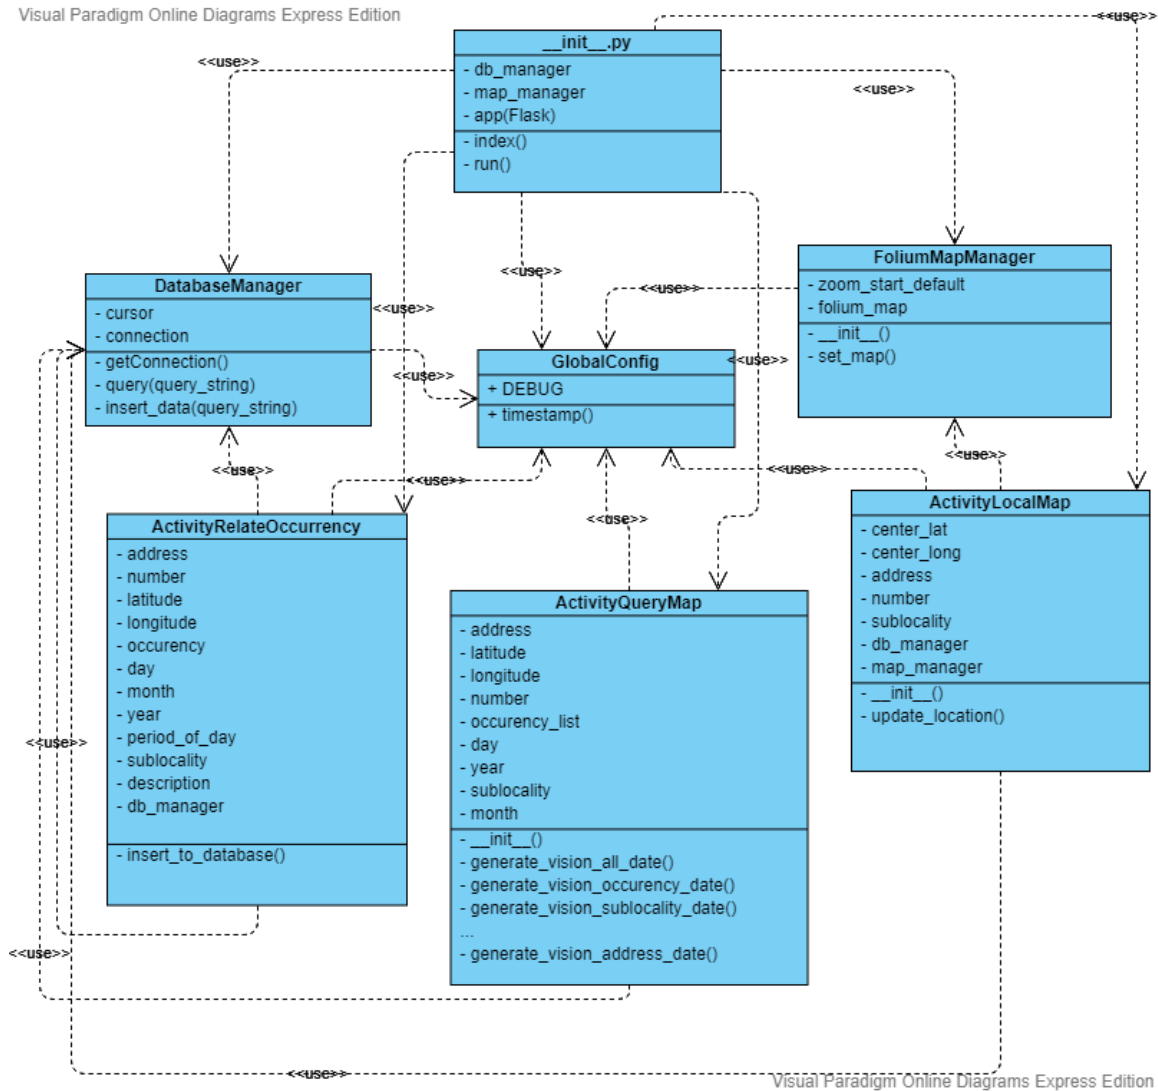 Visual Paradigm Online Diagrams Express Edition
<<use>>
__init__.py
- db_manager
- map_manager
- app(Flask)
- index()
- run()
<<use>>
<<use>>
<<use>>
DatabaseManager
- cursor
- connection
- getConnection()
- query(query_string)
- insert_data(query_string)
<<use>>
<<use>>
<<use>>
FoliumMapManager
- zoom_start_default
- folium_map
- __init__()
- set_map()
GlobalConfig
+ DEBUG
+ timestamp()
<<use>>
<<use>>
<<use>>
<<use>>
<<use>>
<<use>>
ActivityRelateOccurrency
- address
- number
- latitude
- longitude
- occurency
- day
- month
- year
- period_of_day
- sublocality
- description
- db_manager
- insert_to_database()
ActivityQueryMap
- address
- latitude
- longitude
- number
- occurency_list
- day
- year
- sublocality
- month
- __init__()
- generate_vision_all_date()
- generate_vision_occurency_date()
- generate_vision_sublocality_date()
...
- generate_vision_address_date()
ActivityLocalMap
- center_lat
- center_long
- address
- number
- sublocality
- db_manager
- map_manager
- __init__()
- update_location()
<<use>>
<<use>>
<<use>>
Visual Paradigm Online Diagrams Express Edition